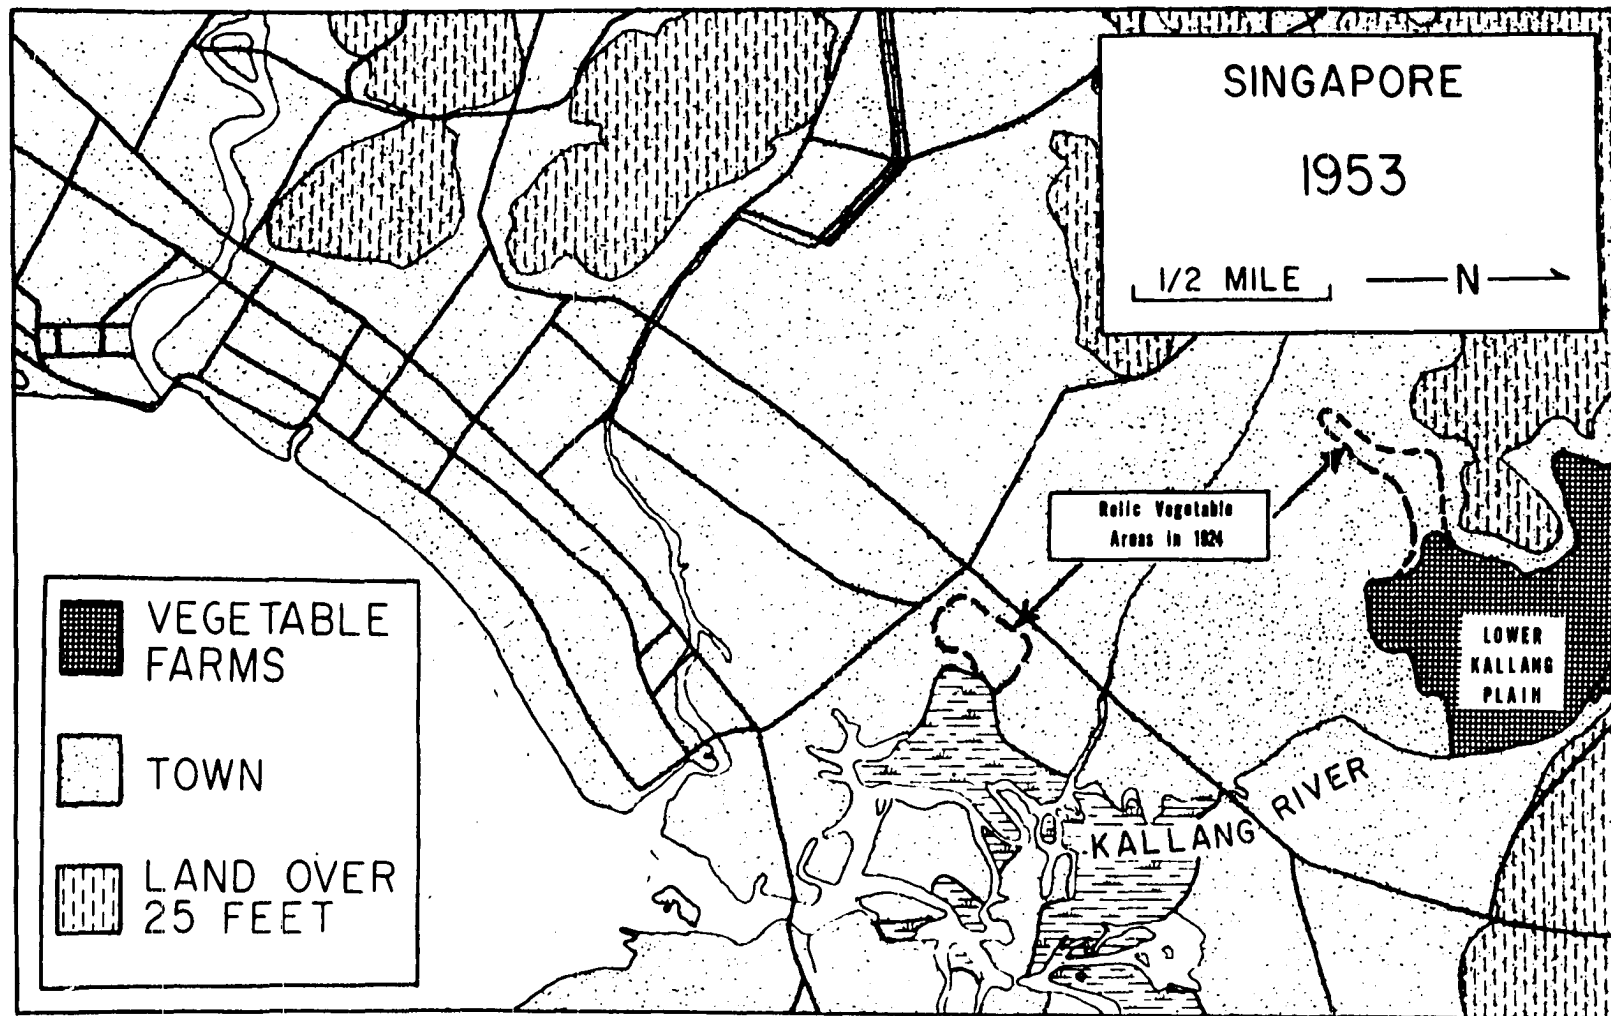 SINGAPORE
1953
1/2 MILE
N
Relic Vegetable
Areas in 1924
LOWER
KALLANG
PLAIN
KALLANG RIVER
VEGETABLE
FARMS
TOWN
LAND OVER
25 FEET